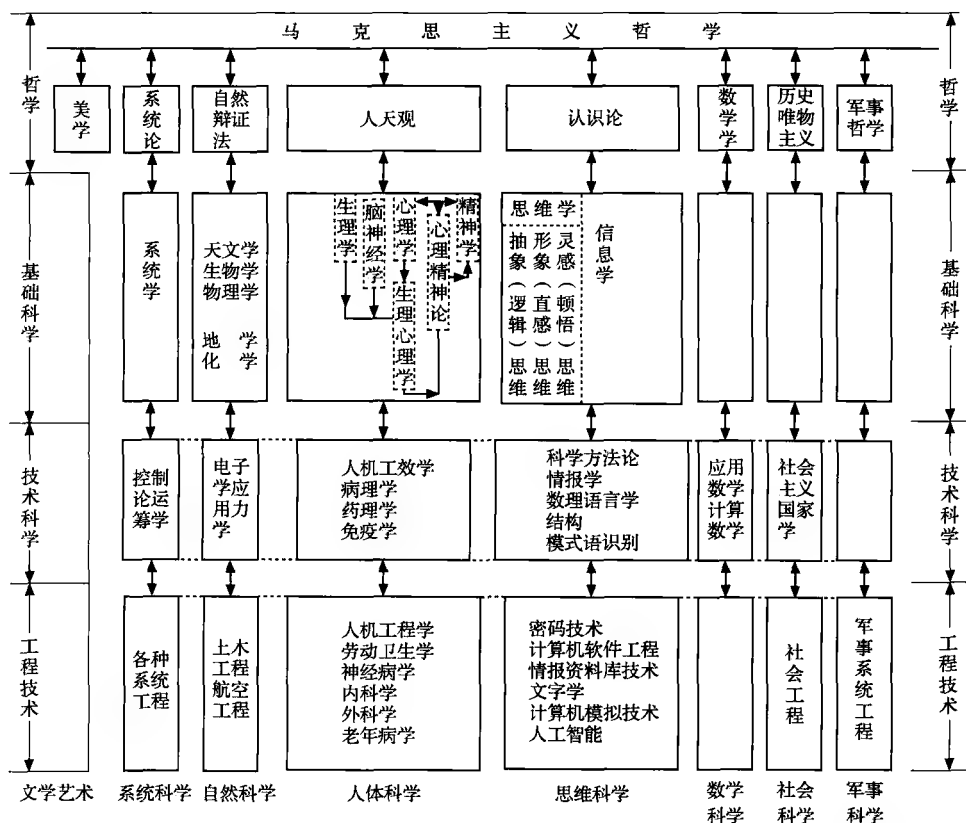 马克思主义哲学
哲学
美学
系统论
自然
辩证
法
人天观
认识论
数学学
历史
唯物
主义
军事
哲学
哲学
基础科学
系统学
天文学
生物学
物理学
地学
化学
生理学
脑神经学
心理学
生理心理学
心理精神论
精神学
思维学
抽象（逻辑）思维
形象（直感）思维
灵感（顿悟）思维
信息学
基础科学
技术科学
控制
论运
筹学
电子
学应
用力
学
人机工效学
病理学
药理学
免疫学
科学方法论
情报学
数理语言学
结构
模式语识别
应用
数学
计算
数学
社会
主义
国家
学
技术科学
工程技术
各种
系统
工程
土木
工程
航空
工程
人机工程学
劳动卫生学
神经病学
内科学
外科学
老年病学
密码技术
计算机软件工程
情报资料库技术
文字学
计算机模拟技术
人工智能
社会工程
军事系统工程
工程技术
文学艺术
系统科学
自然科学
人体科学
思维科学
数学
科学
社会
科学
军事
科学